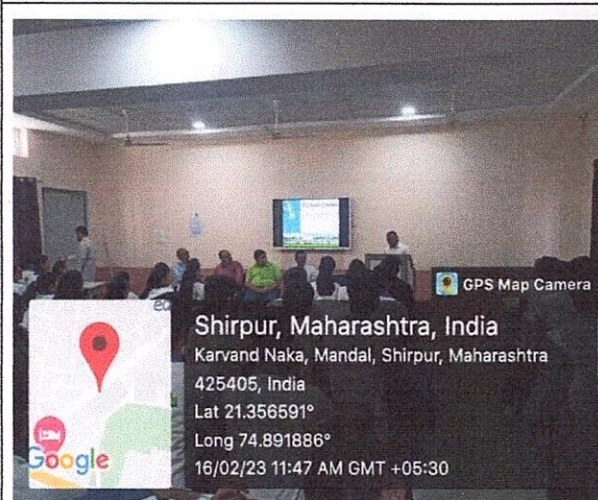 GPS Map Camera
Shirpur, Maharashtra, India
Karvand Naka, Mandal, Shirpur, Maharashtra
425405, India
Lat 21.356591°
Long 74.891886°
16/02/23 11:47 AM GMT +05:30
Google